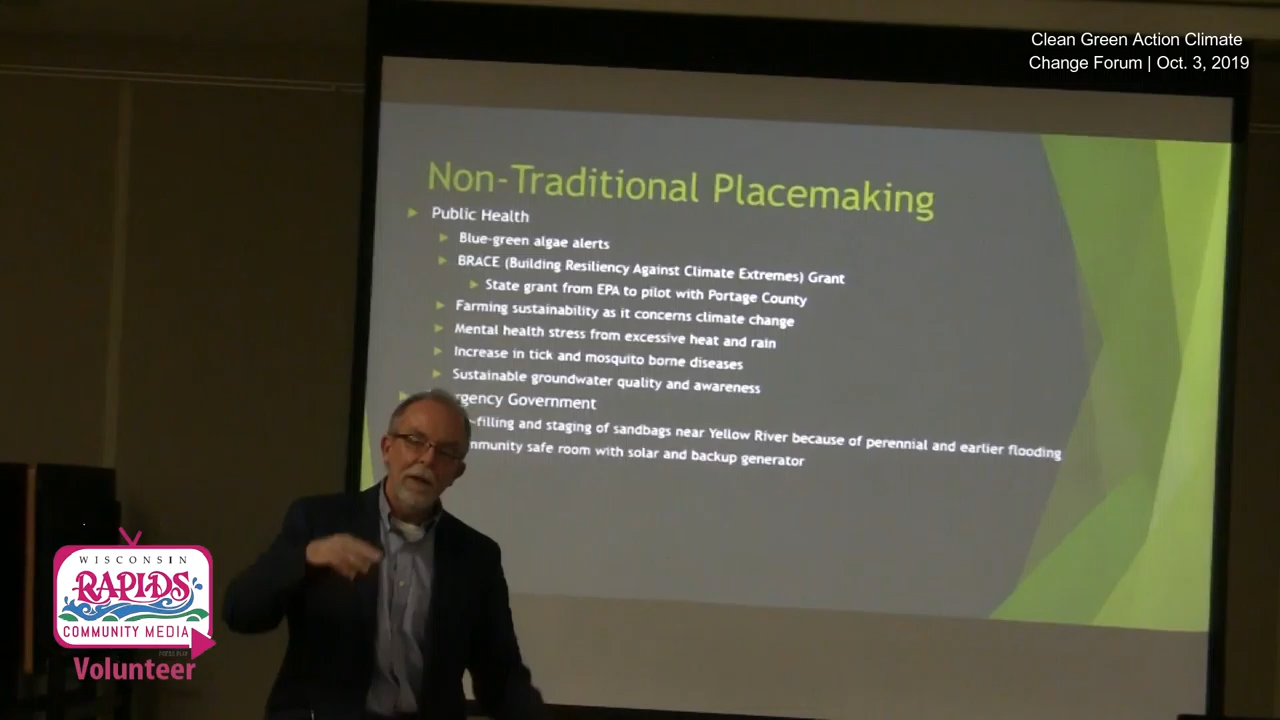 Clean Green Action Climate
Change Forum | Oct. 3, 2019
Non-Traditional Placemaking
Public Health
Blue-green algae alerts
BRACE (Building Resiliency Against Climate Extremes) Grant
State grant from EPA to pilot with Portage County
Farming sustainability as it concerns climate change
Mental health stress from excessive heat and rain
Increase in tick and mosquito borne diseases
Sustainable groundwater quality and awareness
Government
-filling and staging of sandbags near Yellow River because of perennial and earlier flooding
safe room with solar and backup generator
WISCONSIN
RAPIDS
COMMUNITY MEDIA
Volunteer